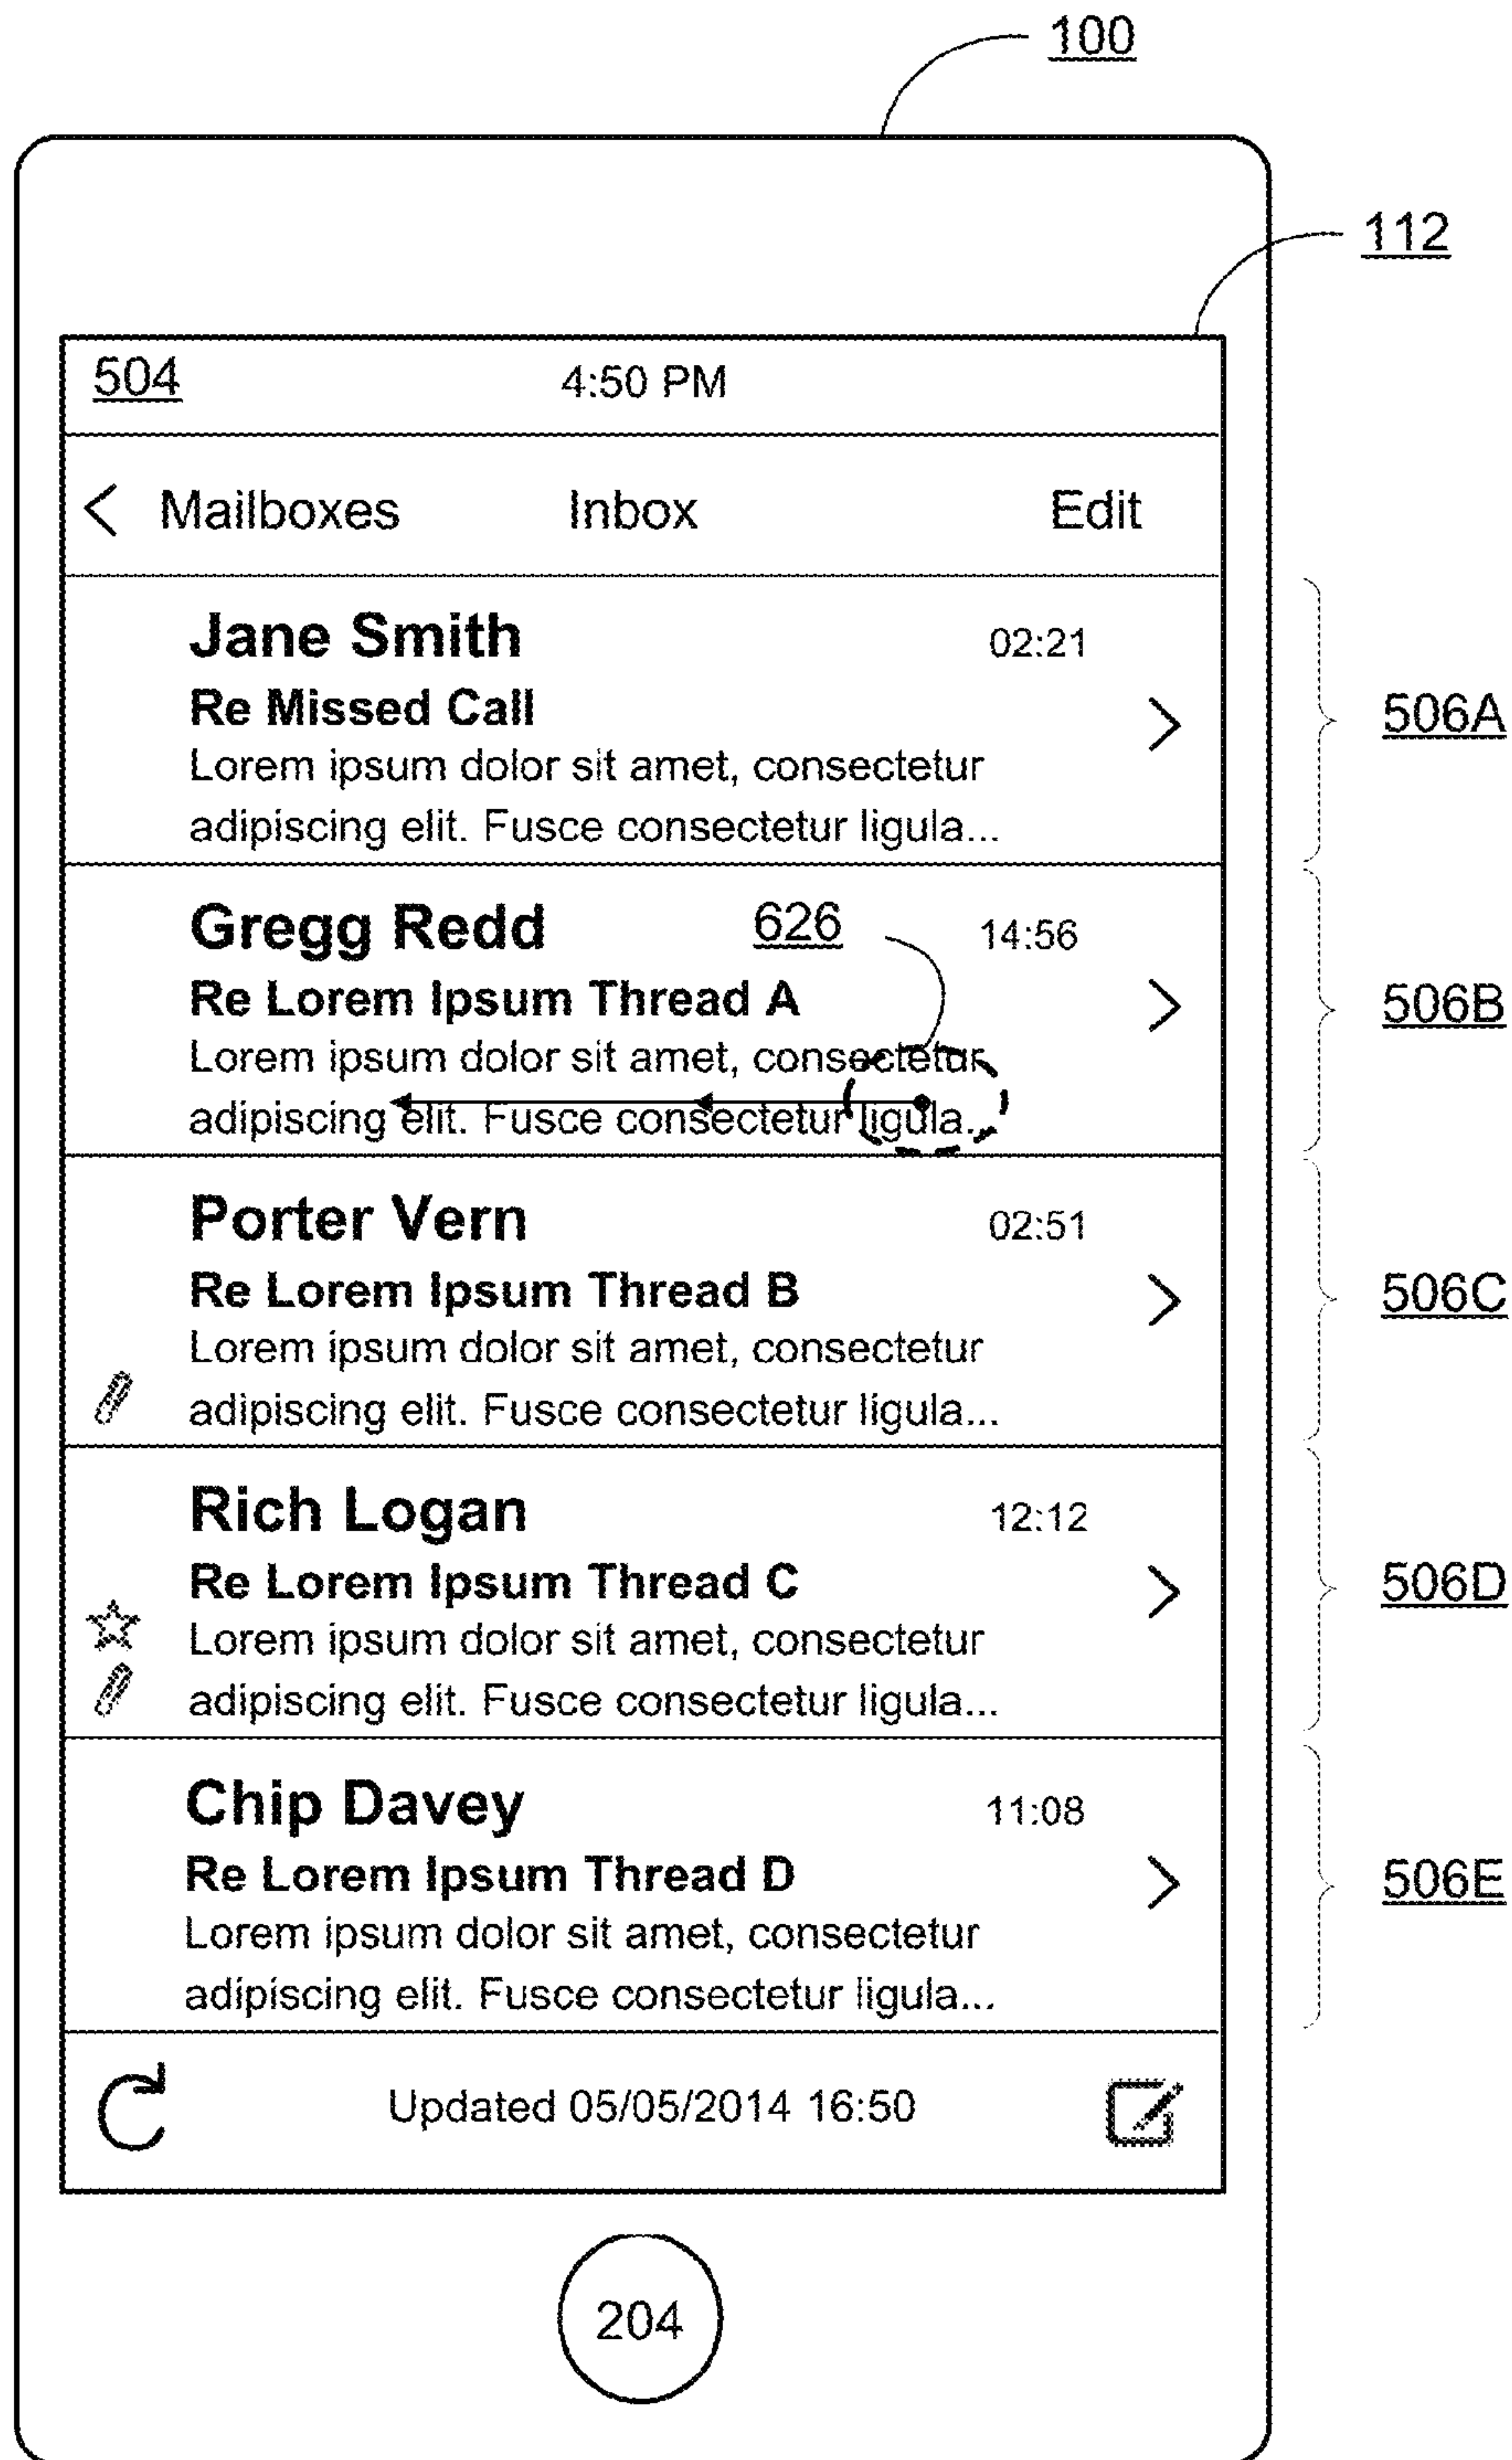 100
112
504 4:50 PM
< Mailboxes Inbox Edit
Jane Smith 02:21
Re Missed Call >
506A
Lorem ipsum dolor sit amet, consectetur
adipiscing elit. Fusce consectetur ligula...
Gregg Redd 626 14:56
Re Lorem Ipsum Thread A >
506B
Lorem ipsum dolor sit amet, consectetur
adipiscing elit. Fusce consectetur ligula...
Porter Vern 02:51
Re Lorem Ipsum Thread B >
506C
Lorem ipsum dolor sit amet, consectetur
adipiscing elit. Fusce consectetur ligula...
Rich Logan 12:12
Re Lorem Ipsum Thread C >
506D
Lorem ipsum dolor sit amet, consectetur
adipiscing elit. Fusce consectetur ligula...
Chip Davey 11:08
Re Lorem Ipsum Thread D >
506E
Lorem ipsum dolor sit amet, consectetur
adipiscing elit. Fusce consectetur ligula...
Updated 05/05/2014 16:50
204